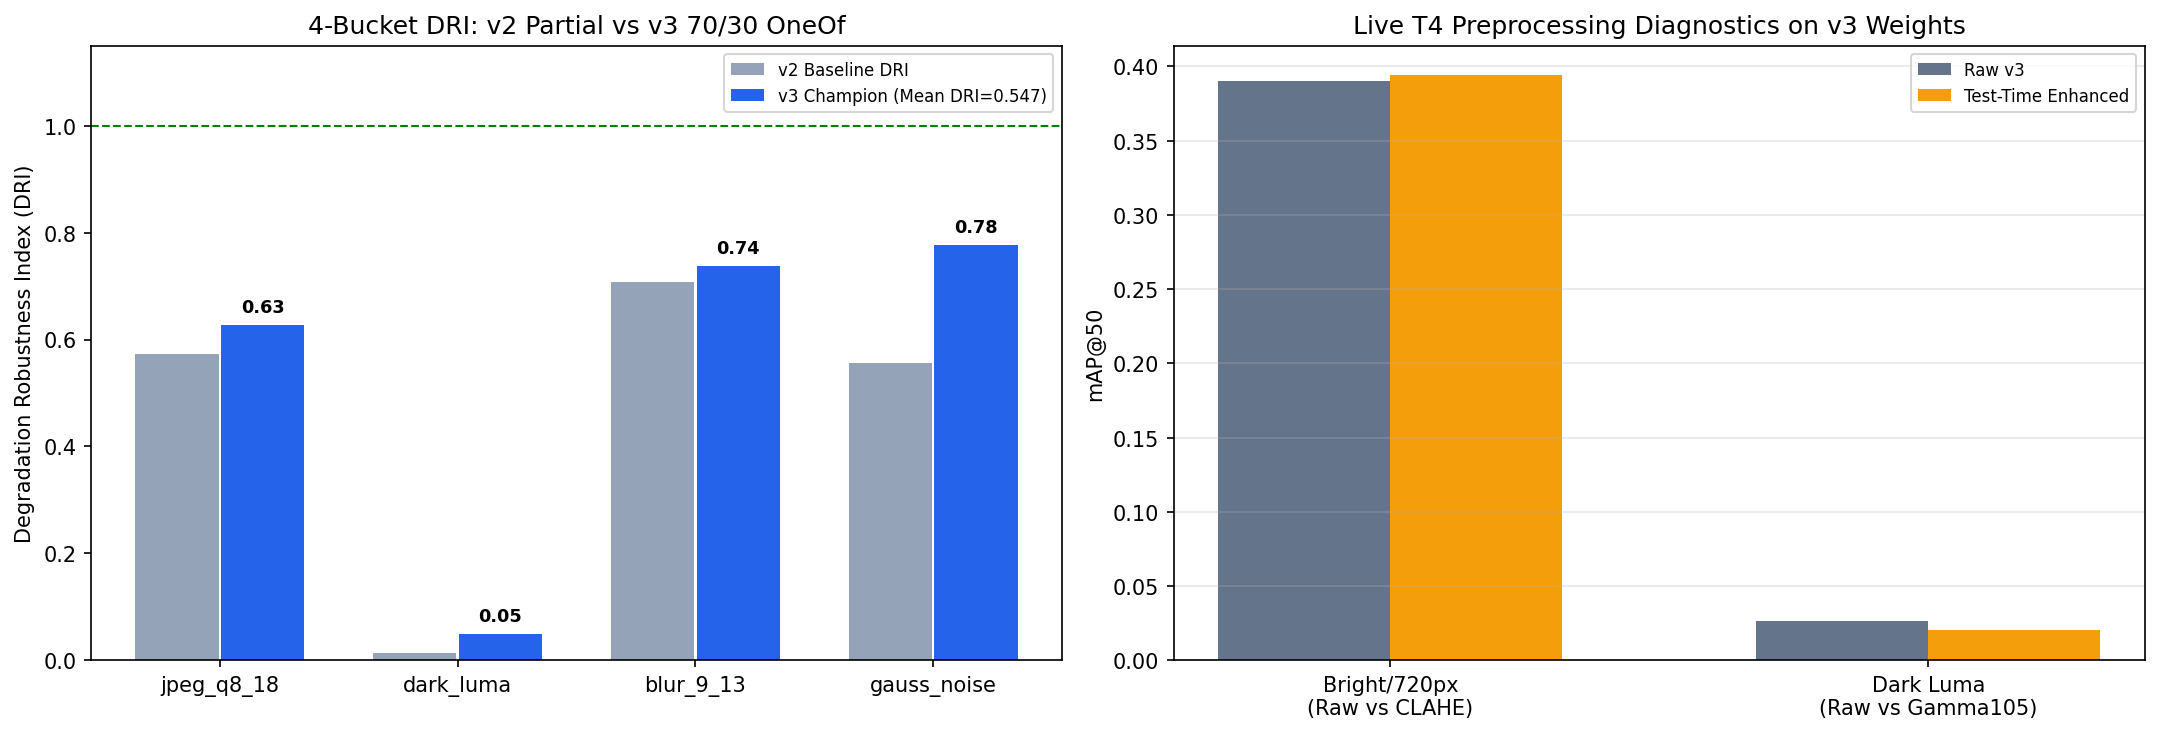 4-Bucket DRI: v2 Partial vs v3 70/30 OneOf
v2 Baseline DRI
v3 Champion (Mean DRI=0.547)
Degradation Robustness Index (DRI)
1.0
0.8
0.6
0.4
0.2
0.0
0.63
0.05
0.74
0.78
jpeg_q8_18
dark_luma
blur_9_13
gauss_noise
Live T4 Preprocessing Diagnostics on v3 Weights
Raw v3
Test-Time Enhanced
mAP@50
0.40
0.35
0.30
0.25
0.20
0.15
0.10
0.05
0.00
Bright/720px
(Raw vs CLAHE)
Dark Luma
(Raw vs Gamma105)